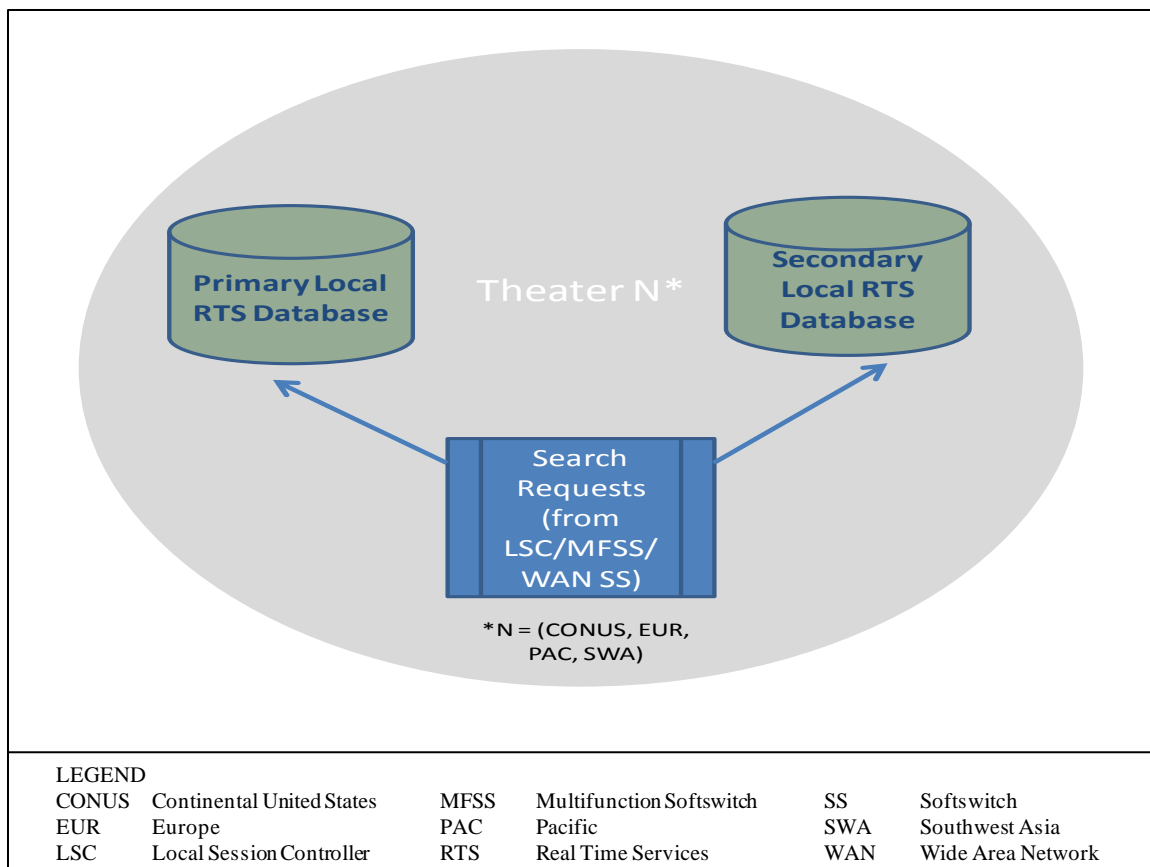 Primary Local
RTS Database
Theater N*
Secondary
Local RTS
Database
Search
Requests
(from
LSC/MFSS/
WAN SS)
*N = (CONUS, EUR,
PAC, SWA)
LEGEND
CONUS Continental United States MFSS Multifunction Softswitch SS Softswitch
EUR Europe PAC Pacific SWA Southwest Asia
LSC Local Session Controller RTS Real Time Services WAN Wide Area Network